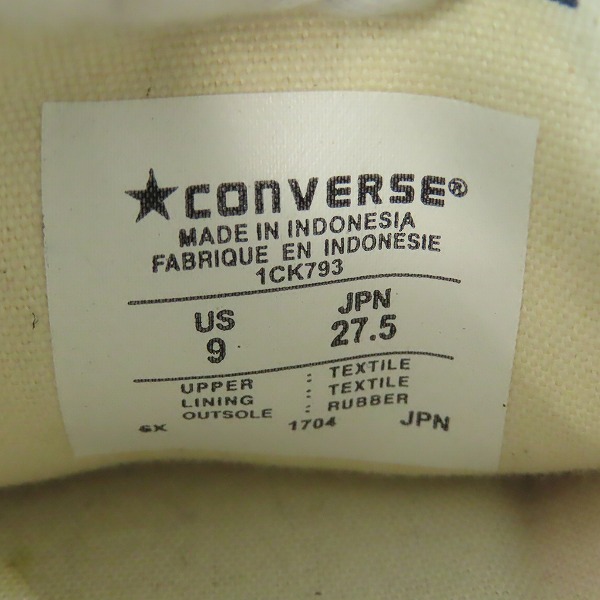 ★CONVERSE®
MADE IN INDONESIA
FABRIQUE EN INDONÉSIE
1CK793
US JPN
9 27.5
UPPER : TEXTILE
LINING : TEXTILE
OUTSOLE : RUBBER
6X 1704 JPN